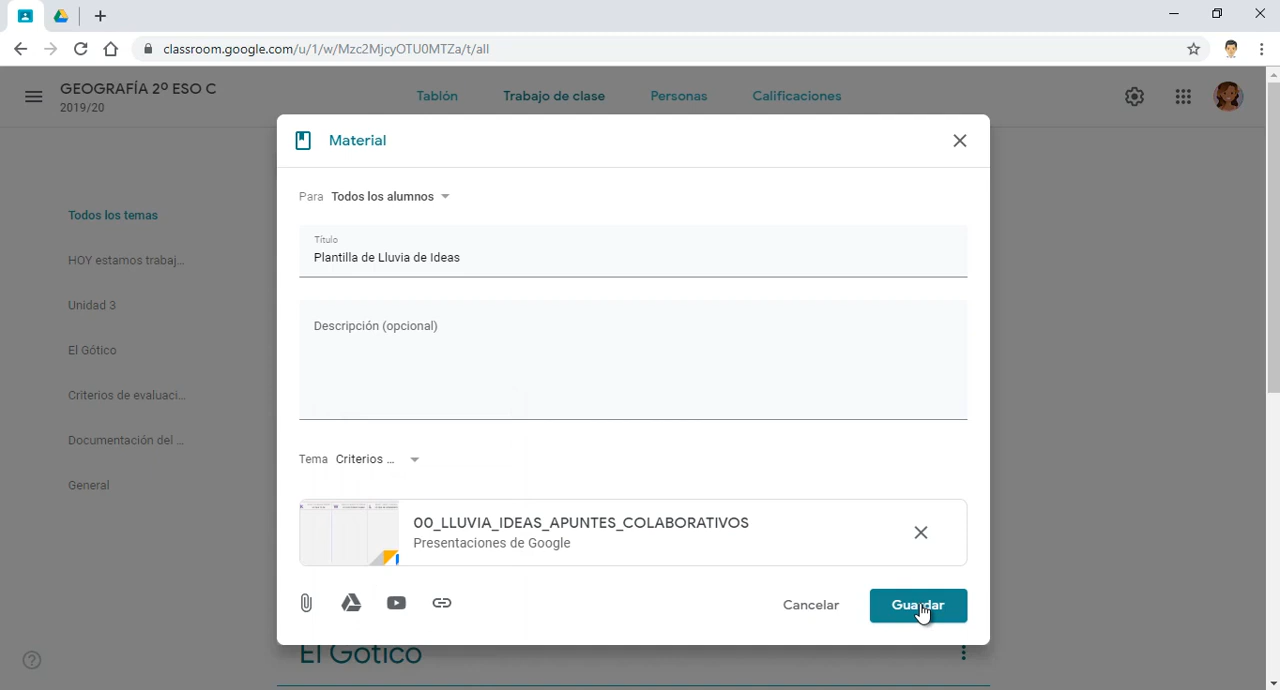 classroom.google.com/u/1/w/Mzc2MjcyOTU0MTZa/t/all
GEOGRAFÍA 2º ESO C
2019/20
Tablón
Trabajo de clase
Personas
Calificaciones
Material
Para Todos los alumnos
Todos los temas
HOY estamos trabaj...
Unidad 3
El Gótico
Criterios de evaluaci...
Documentación del ...
General
Título
Plantilla de Lluvia de Ideas
Descripción (opcional)
Tema Criterios ...
00_LLUVIA_IDEAS_APUNTES_COLABORATIVOS
Presentaciones de Google
Cancelar
Guardar
El Gótico